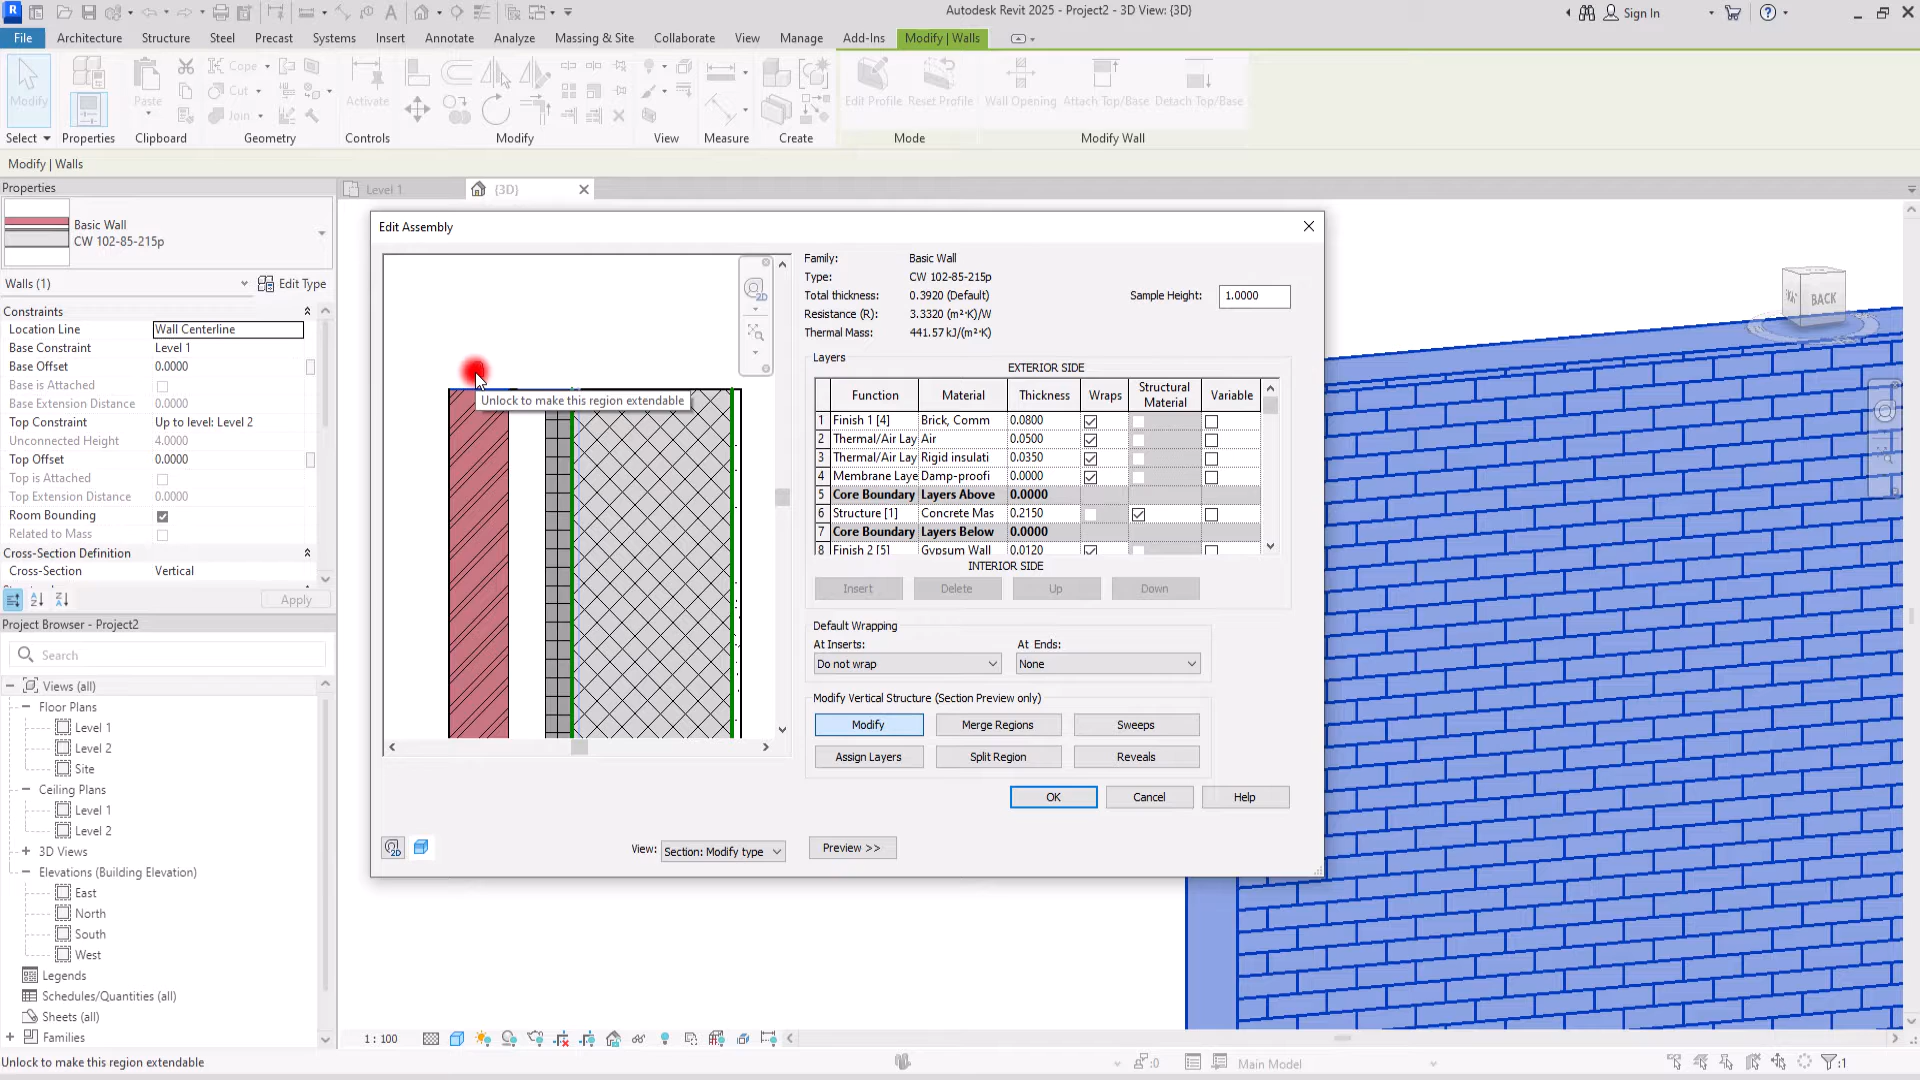 Autodesk Revit 2025 - Project2 - 3D View: {3D}
Sign In
File Architecture Structure Steel Precast Systems Insert Annotate Analyze Massing & Site Collaborate View Manage Add-Ins Modify | Walls
Modify Paste Cope Cut Join Activate Edit Profile Reset Profile Wall Opening Attach Top/Base Detach Top/Base
Select Properties Clipboard Geometry Controls Modify View Measure Create Mode Modify Wall
Modify | Walls
Properties
Level 1
{3D}
Basic Wall
CW 102-85-215p
Walls (1)
Edit Type
Constraints
Location Line Wall Centerline
Base Constraint Level 1
Base Offset 0.0000
Base is Attached
Base Extension Distance 0.0000
Top Constraint Up to level: Level 2
Unconnected Height 4.0000
Top Offset 0.0000
Top is Attached
Top Extension Distance 0.0000
Room Bounding
Related to Mass
Cross-Section Definition
Cross-Section Vertical
Apply
Project Browser - Project2
Search
Views (all)
Floor Plans
Level 1
Level 2
Site
Ceiling Plans
Level 1
Level 2
3D Views
Elevations (Building Elevation)
East
North
South
West
Legends
Schedules/Quantities (all)
Sheets (all)
Families
Edit Assembly
2D
Unlock to make this region extendable
Family: Basic Wall
Type: CW 102-85-215p
Total thickness: 0.3920 (Default)
Sample Height: 1.0000
Resistance (R): 3.3320 (m²·K)/W
Thermal Mass: 441.57 kJ/(m²·K)
Layers
EXTERIOR SIDE
Function Material Thickness Wraps Structural Material Variable
1 Finish 1 [4] Brick, Comm 0.0800
2 Thermal/Air Lay Air 0.0500
3 Thermal/Air Lay Rigid insulati 0.0350
4 Membrane Laye Damp-proofi 0.0000
5 Core Boundary Layers Above 0.0000
6 Structure [1] Concrete Mas 0.2150
7 Core Boundary Layers Below 0.0000
8 Finish 2 [5] Gypsum Wall 0.0120
INTERIOR SIDE
Insert Delete Up Down
Default Wrapping
At Inserts: At Ends:
Do not wrap None
Modify Vertical Structure (Section Preview only)
Modify Merge Regions Sweeps
Assign Layers Split Region Reveals
OK Cancel Help
2D
View: Section: Modify type Preview >>
BACK
1 : 100
Unlock to make this region extendable
:0
Main Model
:1